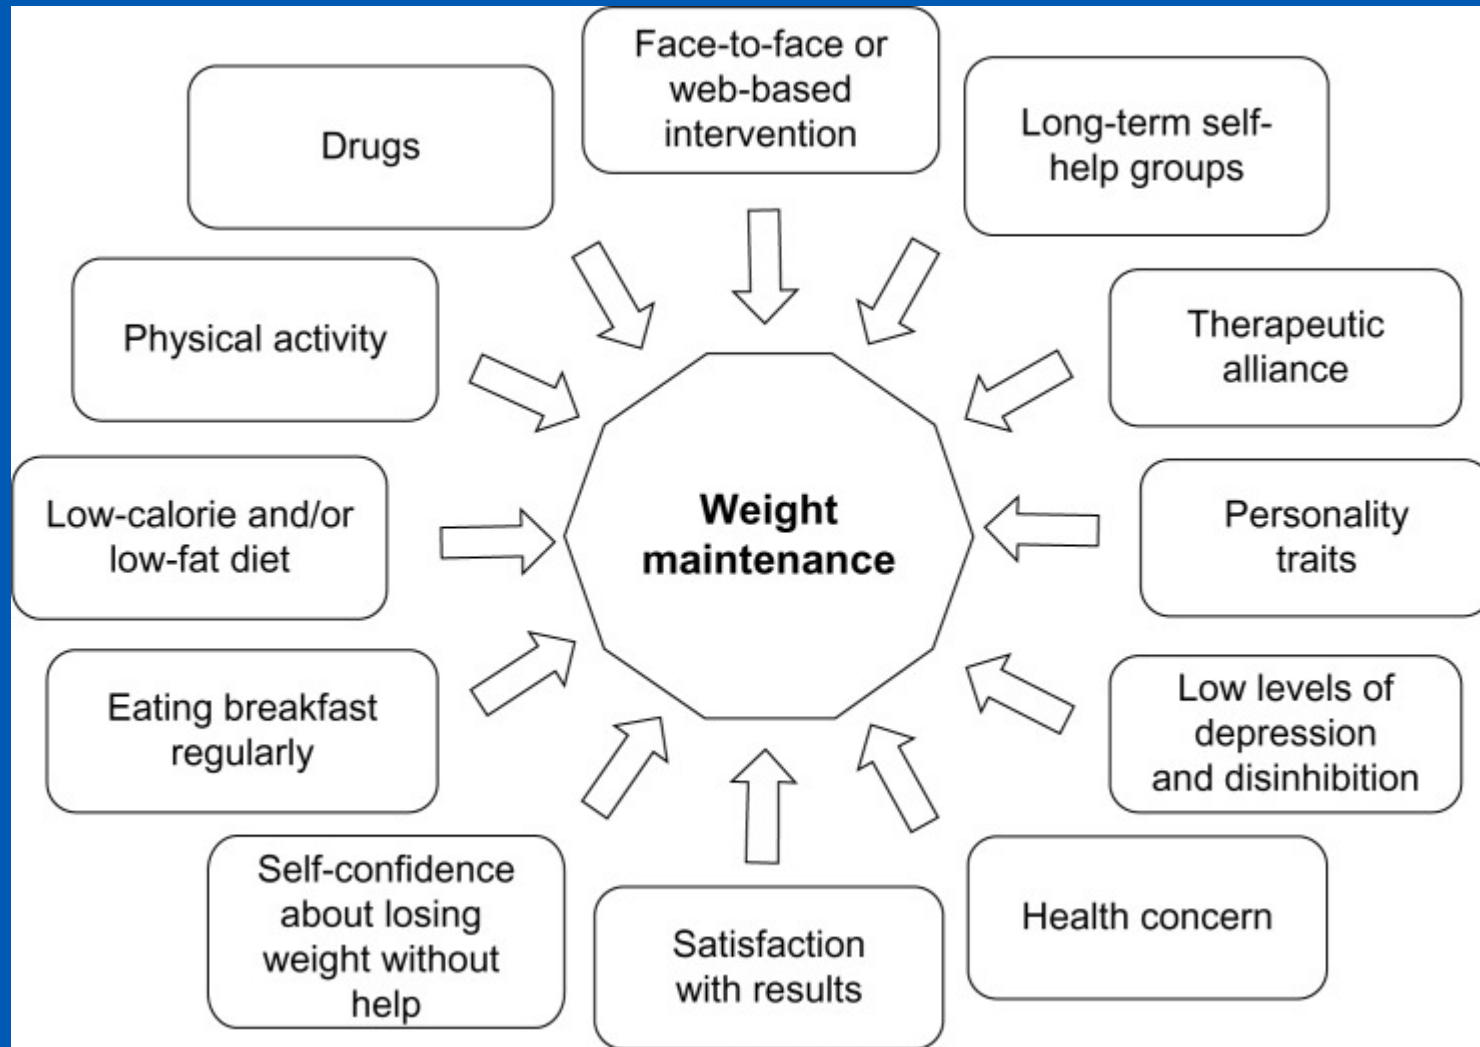 Face-to-face or
web-based
intervention
Drugs
Long-term self-
help groups
Physical activity
Therapeutic
alliance
Low-calorie and/or
low-fat diet
Weight
maintenance
Personality
traits
Eating breakfast
regularly
Low levels of
depression
and disinhibition
Self-confidence
about losing
weight without
help
Satisfaction
with results
Health concern